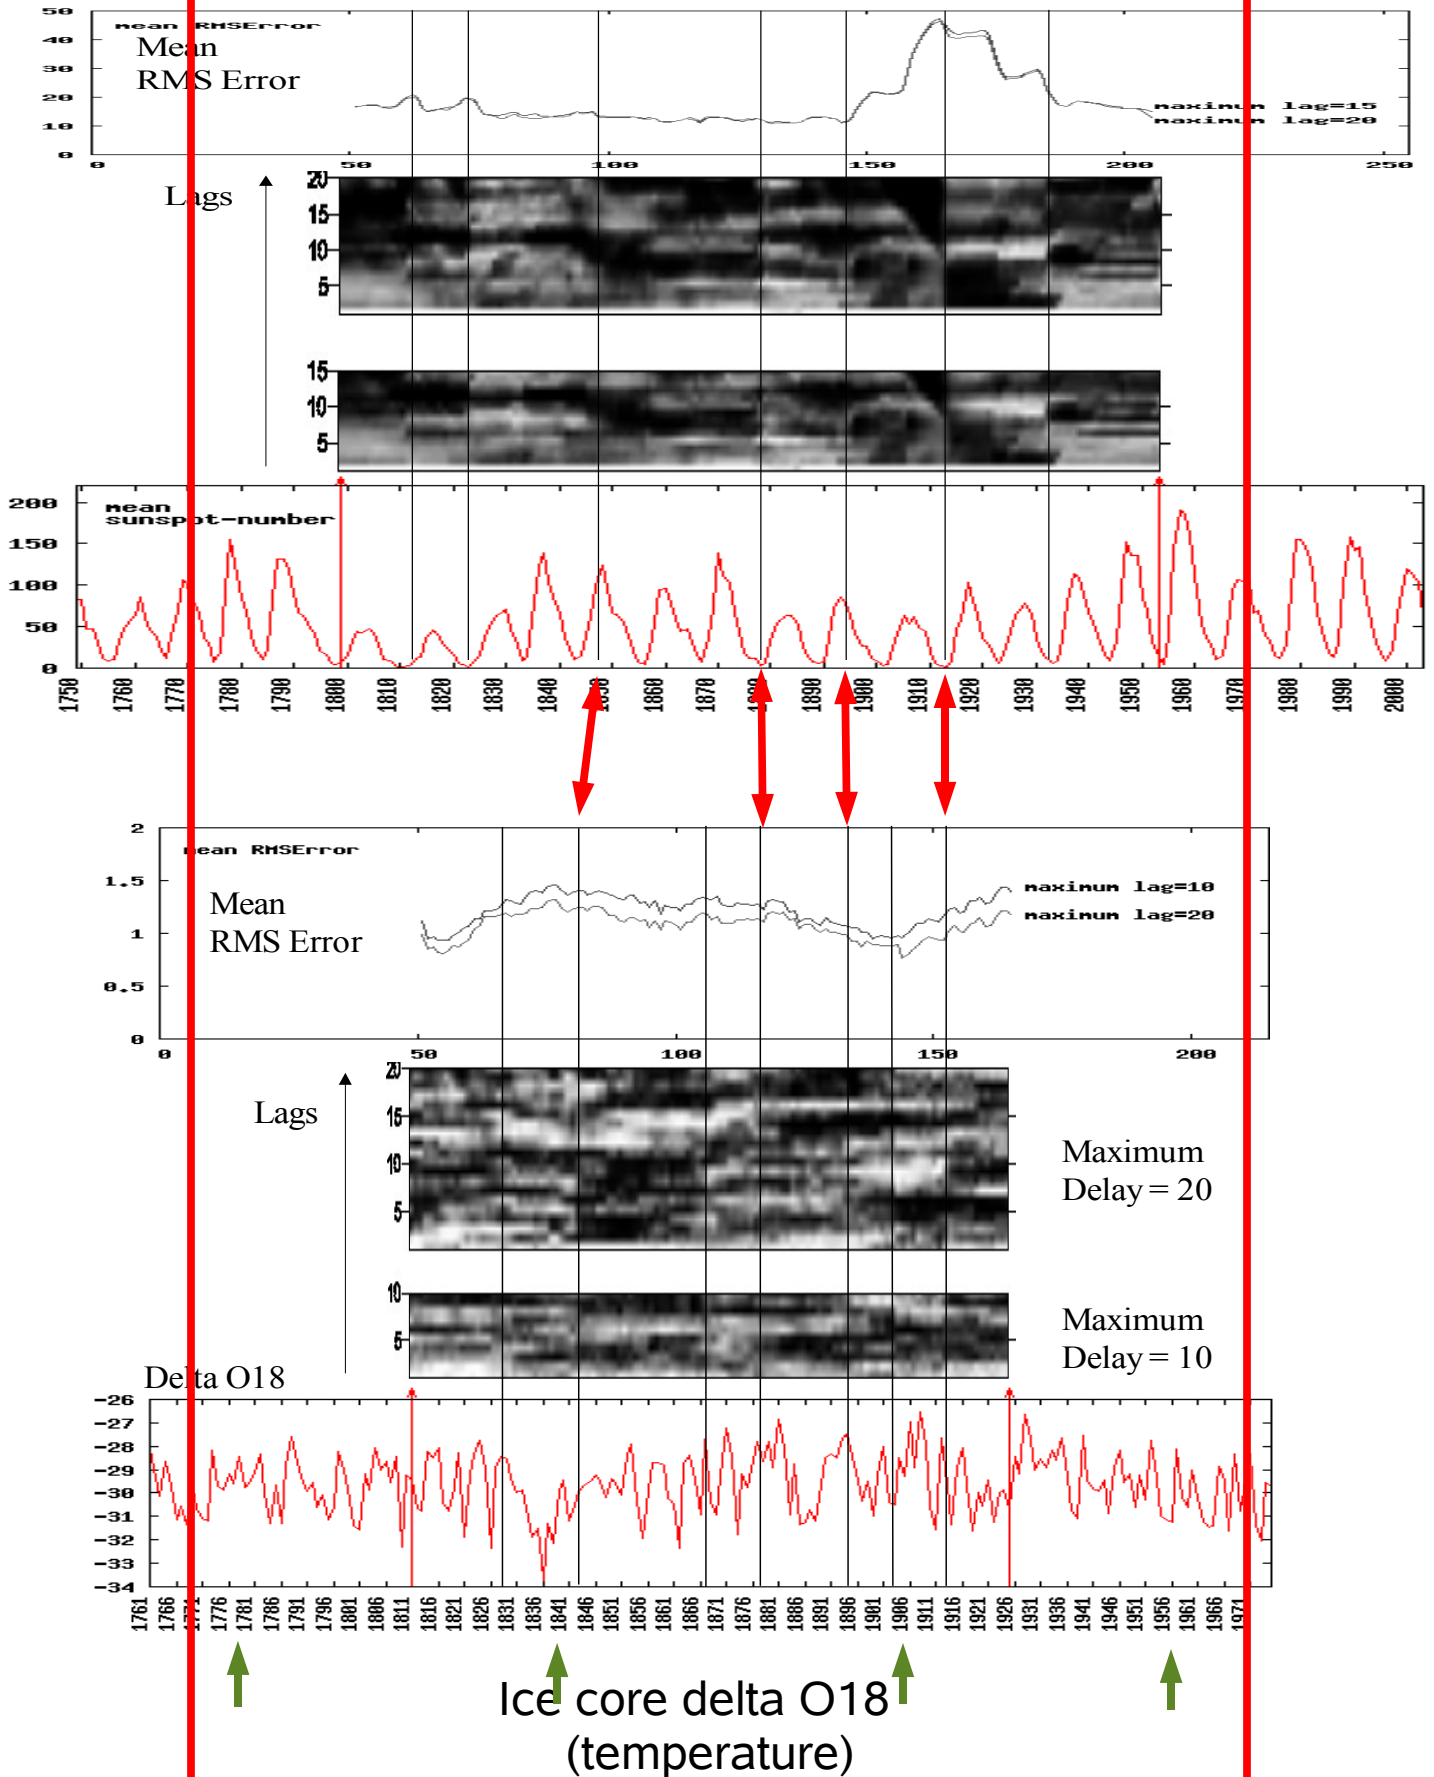 50
mean RMSError
40
Mean
30
RMS Error
20
maximum lag=15
10
maximum lag=20
0
0 50 100 150 200 250
Lags
20
15
10
5
15
10
5
200
mean
sunspot-number
150
100
50
0
1750 1760 1770 1780 1790 1800 1810 1820 1830 1840 1850 1860 1870 1880 1890 1900 1910 1920 1930 1940 1950 1960 1970 1980 1990 2000
2
mean RMSError
1.5
maximum lag=10
Mean
maximum lag=20
1
RMS Error
0.5
0
0 50 100 150 200
20
Lags
15
Maximum
10
Delay = 20
5
10
Maximum
5
Delay = 10
Delta O18
-26
-27
-28
-29
-30
-31
-32
-33
-34
1761 1766 1771 1776 1781 1786 1791 1796 1801 1806 1811 1816 1821 1826 1831 1836 1841 1846 1851 1856 1861 1866 1871 1876 1881 1886 1891 1896 1901 1906 1911 1916 1921 1926 1931 1936 1941 1946 1951 1956 1961 1966 1971
Ice core delta O18
(temperature)